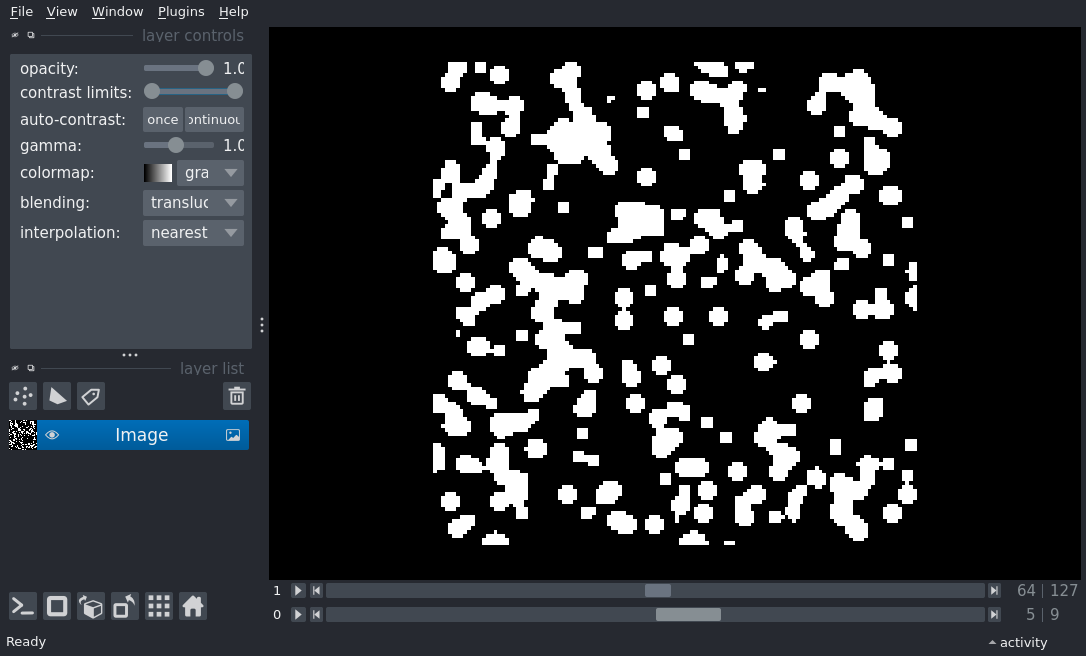 File View Window Plugins Help
layer controls
opacity: 1.0
contrast limits:
auto-contrast: once ontinuou
gamma: 1.0
colormap: gra
blending: transluc
interpolation: nearest
layer list
Image
1 64 | 127
0 5 | 9
Ready activity